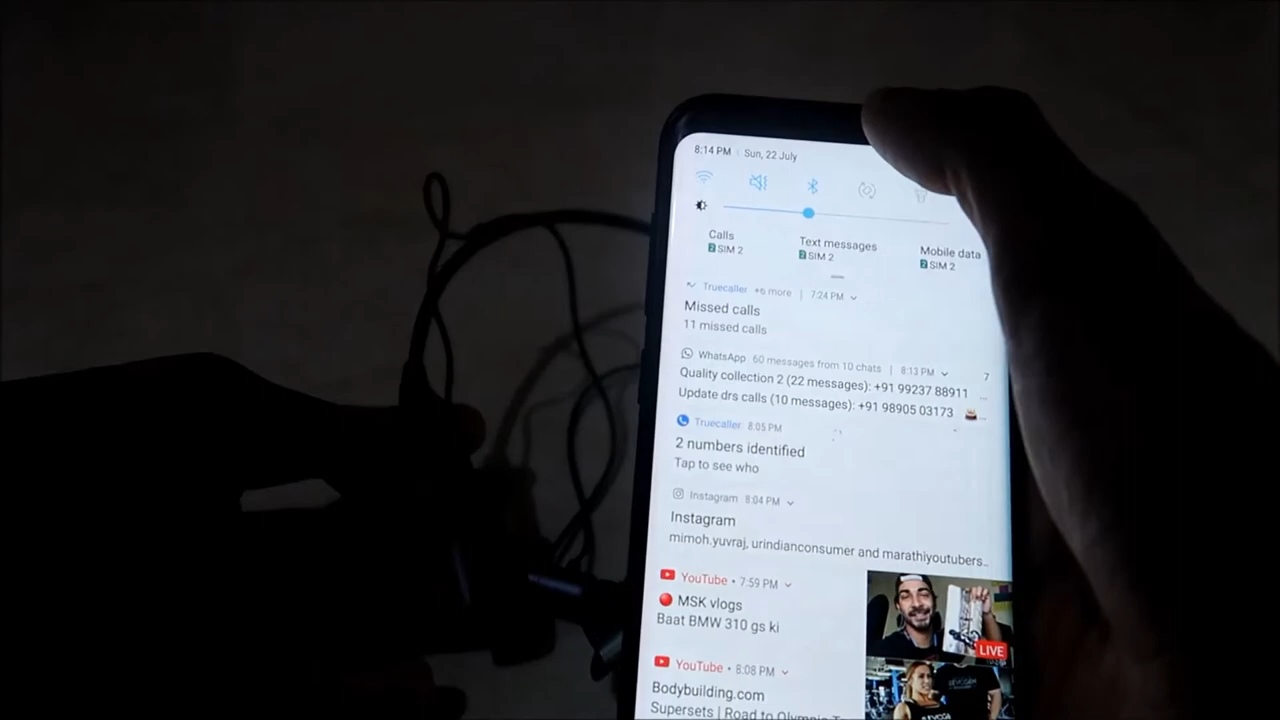 8:14 PM | Sun, 22 July
Calls
2 SIM 2
Text messages
2 SIM 2
Mobile data
2 SIM 2
Truecaller +6 more | 7:24 PM
Missed calls
11 missed calls
WhatsApp 60 messages from 10 chats | 8:13 PM 7
Quality collection 2 (22 messages): +91 99237 88911 ...
Update drs calls (10 messages): +91 98905 03173 🎂...
Truecaller 8:05 PM
2 numbers identified
Tap to see who
Instagram 8:04 PM
Instagram
mimoh.yuvraj, urindianconsumer and marathiyoutubers..
YouTube • 7:59 PM
🔴 MSK vlogs
Baat BMW 310 gs ki
LIVE
YouTube • 8:08 PM
Bodybuilding.com
Supersets | Road to Olympia